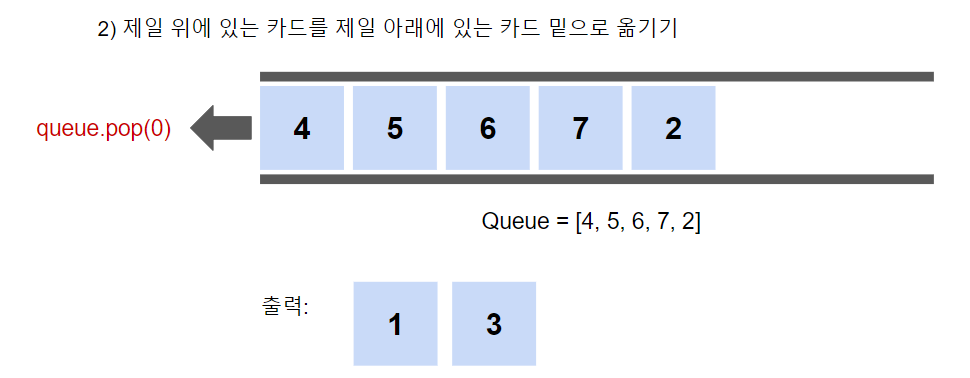 2) 제일 위에 있는 카드를 제일 아래에 있는 카드 밑으로 옮기기
queue.pop(0) 4 5 6 7 2
Queue = [4, 5, 6, 7, 2]
출력: 1 3